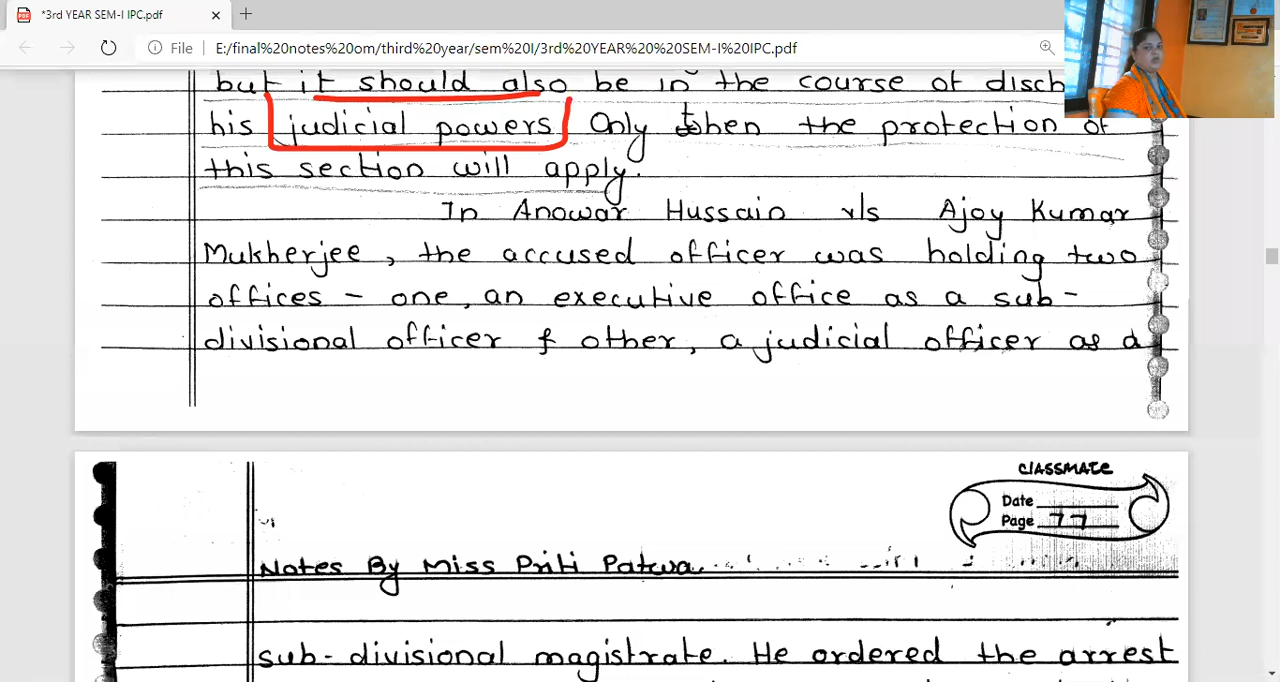 *3rd YEAR SEM-I IPC.pdf
File E:/final%20notes%20om/third%20year/sem%20I/3rd%20YEAR%20%20SEM-I%20IPC.pdf
but it should also be in the course of disch
his judicial powers Only then the protection of
this section will apply.
In Anowar Hussain v/s Ajoy Kumar
Mukherjee, the accused officer was holding two
offices - one, an executive office as a sub-
divisional officer & other, a judicial officer as a
classmate
Date
Page 77
Notes By Miss Priti Patwa
sub-divisional magistrate. He ordered the arrest